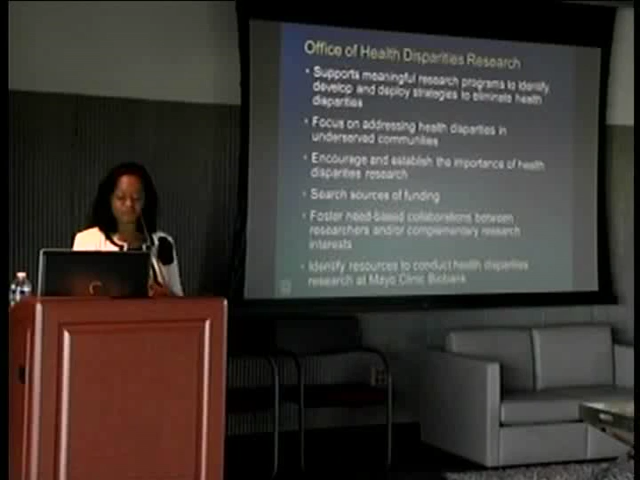 Office of Health Disparities Research
• Supports meaningful research programs to identify
develop and deploy strategies to eliminate health
disparities
• Focus on addressing health disparities in
underserved communities
• Encourage and establish the importance of health
disparities research
• Search sources of funding
• Foster need-based collaborations between
researchers and/or complementary research
interests
• Identify resources to conduct health disparities
research at Mayo Clinic Biobank